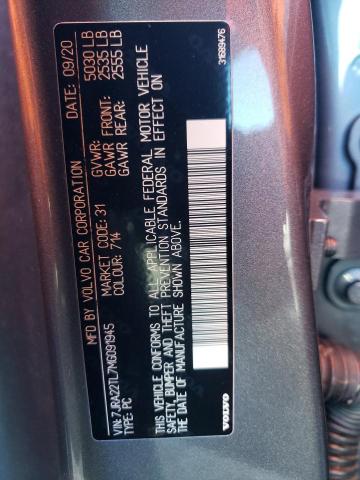 MFD BY VOLVO CAR CORPORATION DATE: 09/20
MARKET CODE: 31 GVWR: 5030 LB
COLOUR: 714 GAWR FRONT: 2535 LB
GAWR REAR: 2555 LB
VIN: 7JRA22TL7MG091945
TYPE: PC
THIS VEHICLE CONFORMS TO ALL APPLICABLE FEDERAL MOTOR VEHICLE
SAFETY, BUMPER AND THEFT PREVENTION STANDARDS IN EFFECT ON
THE DATE OF MANUFACTURE SHOWN ABOVE.
VOLVO 31689476